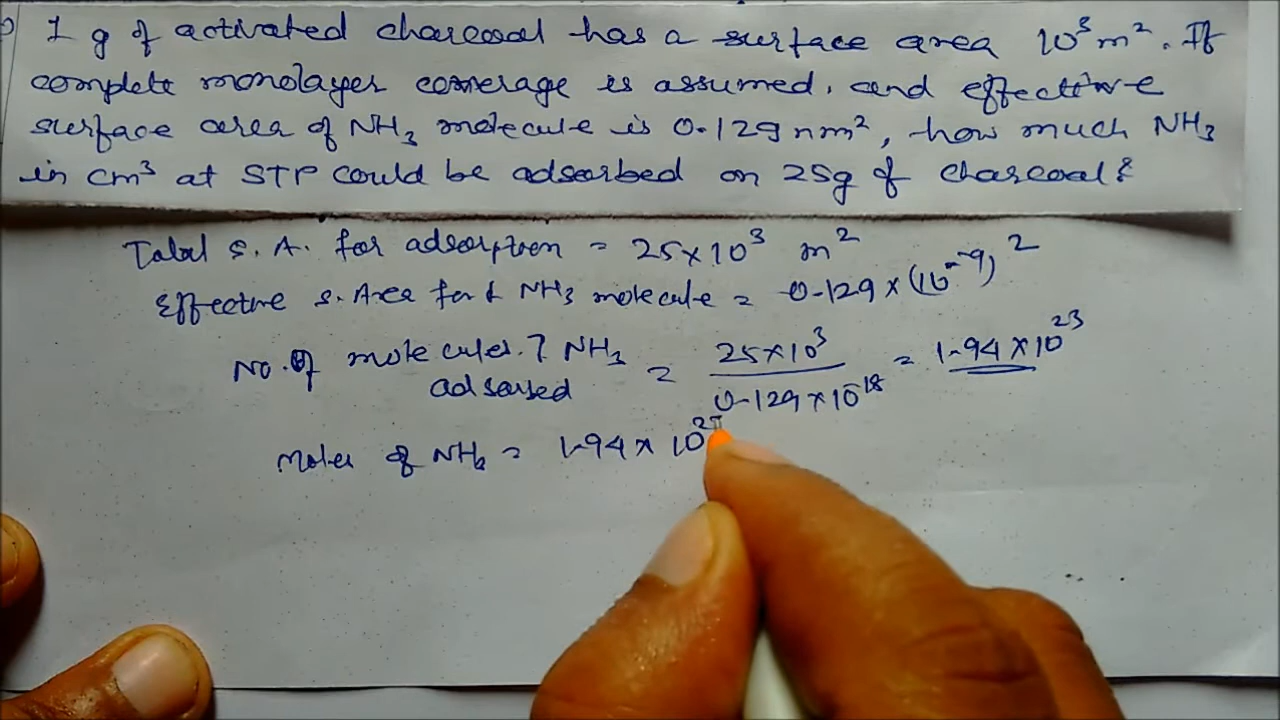 1 g of activated charcoal has a surface area 10³ m². If
complete monolayer coverage is assumed, and effective
surface area of NH₃ molecule is 0.129 nm², how much NH₃
in cm³ at STP could be adsorbed on 25g of charcoal?
Total S. A. for adsorption = 25×10³ m²
Effective S. Area for 1 NH₃ molecule = 0.129 × (10⁻⁹)²
No. of molecules of NH₃ adsorbed = 25×10³ / 0.129×10⁻¹⁸ = 1.94×10²³
Moles of NH₃ = 1.94 × 10²